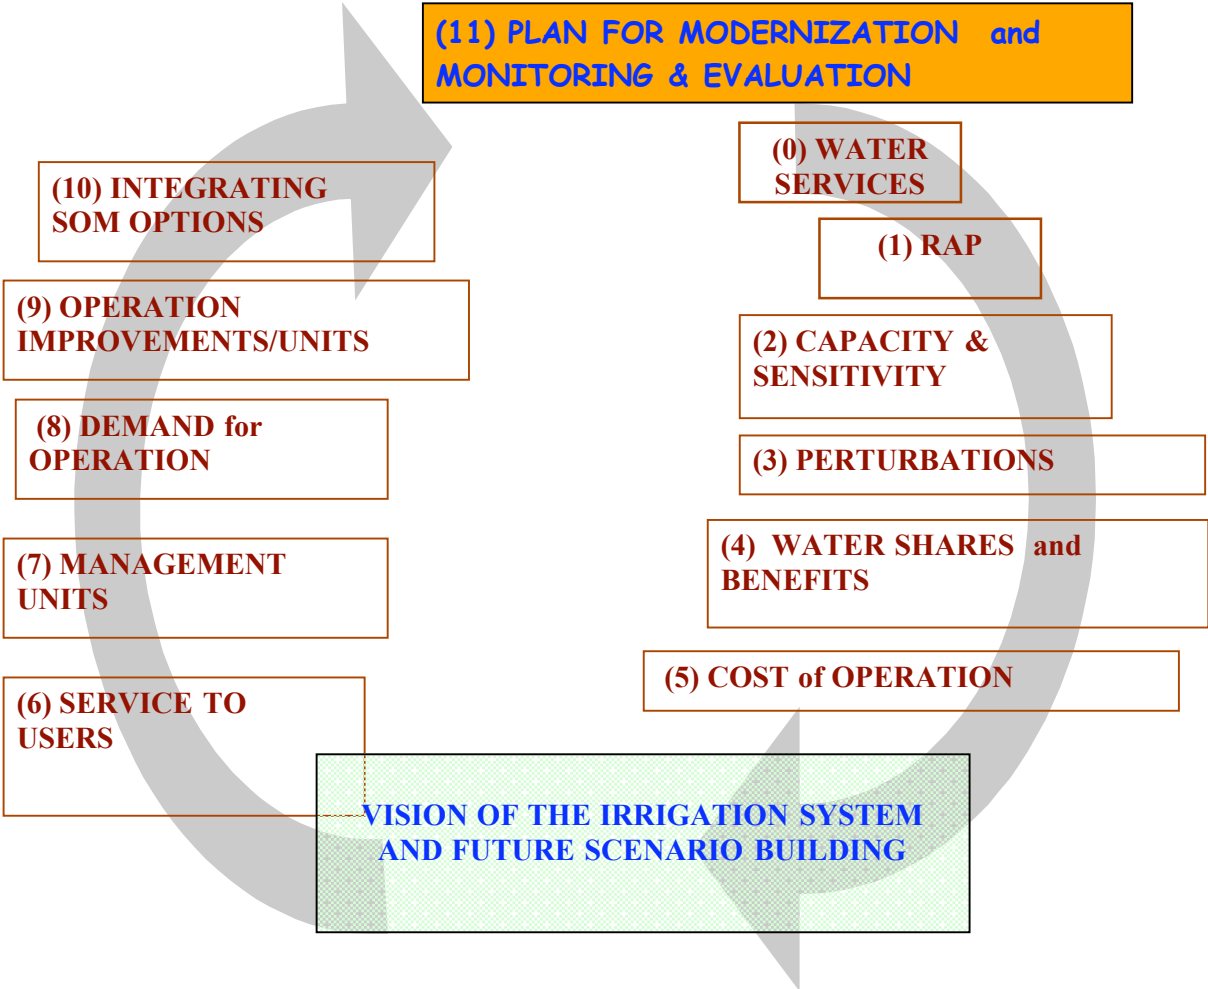 (11) PLAN FOR MODERNIZATION and
MONITORING & EVALUATION
(0) WATER
SERVICES
(1) RAP
(2) CAPACITY &
SENSITIVITY
(3) PERTURBATIONS
(4) WATER SHARES and
BENEFITS
(5) COST of OPERATION
VISION OF THE IRRIGATION SYSTEM
AND FUTURE SCENARIO BUILDING
(6) SERVICE TO
USERS
(7) MANAGEMENT
UNITS
(8) DEMAND for
OPERATION
(9) OPERATION
IMPROVEMENTS/UNITS
(10) INTEGRATING
SOM OPTIONS